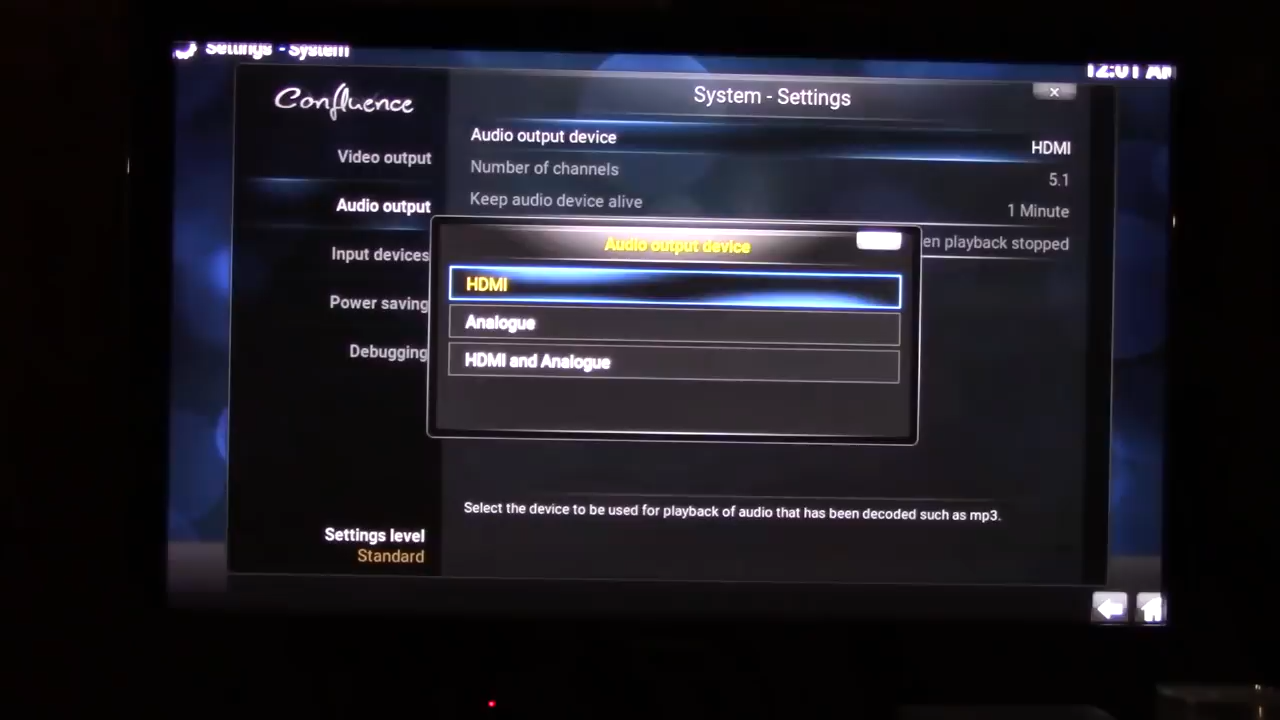 Settings - System
12:01 AM
Confluence
System - Settings
Video output
Audio output
Input devices
Power saving
Debugging
Audio output device HDMI
Number of channels 5.1
Keep audio device alive 1 Minute
en playback stopped
Audio output device
HDMI
Analogue
HDMI and Analogue
Select the device to be used for playback of audio that has been decoded such as mp3.
Settings level
Standard